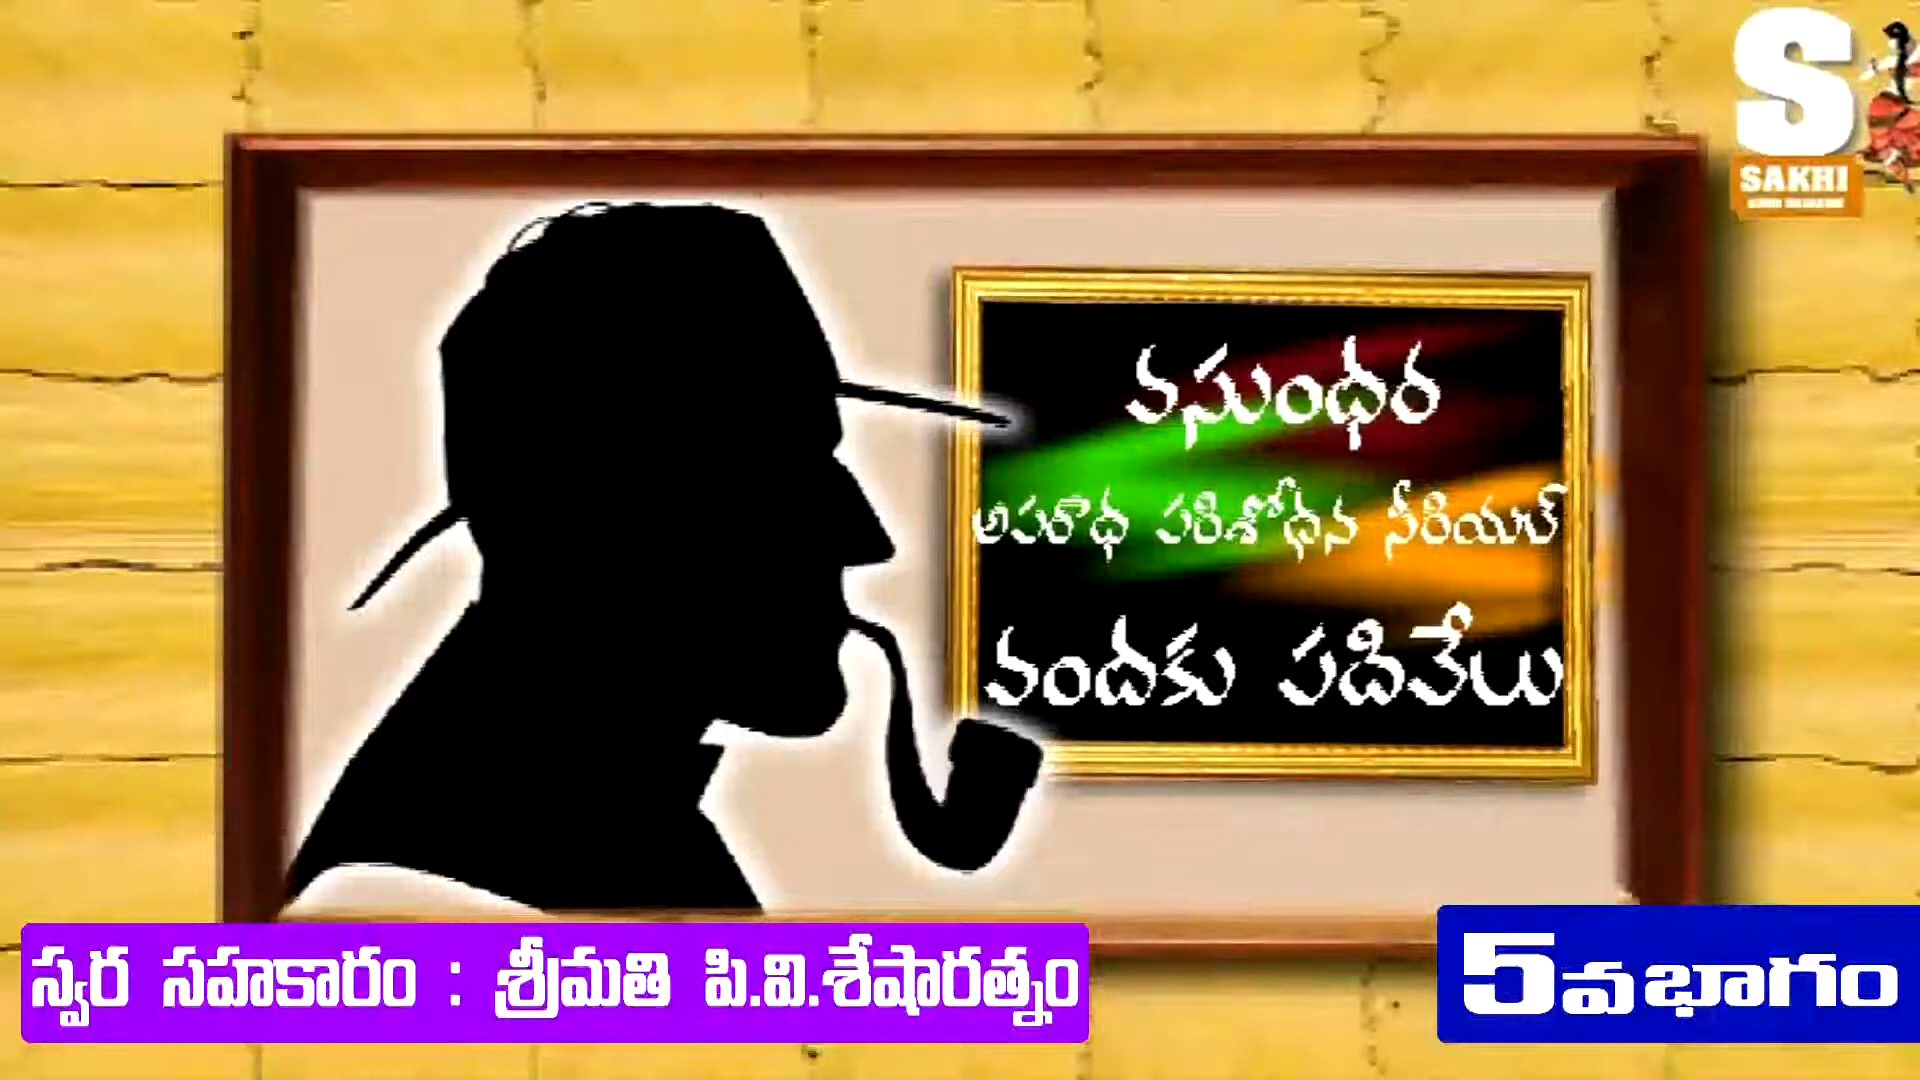 S
SAKHI
వసుంధర
అపరాధ పరిశోధన సీరియల్
వందకు పదివేలు
స్వర సహకారం : శ్రీమతి పి.వి.శేషారత్నం
5వ భాగం